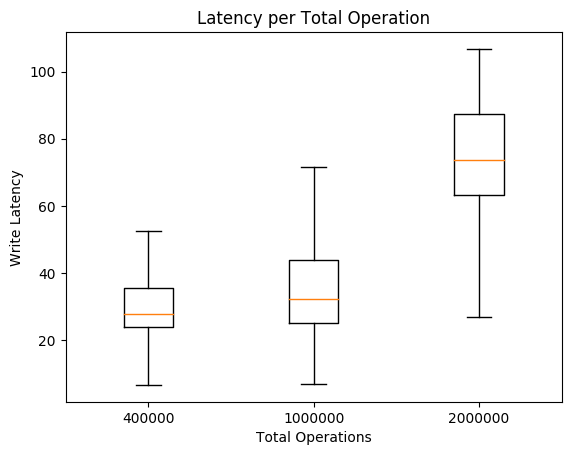 Latency per Total Operation
Write Latency
100
80
60
40
20
400000 1000000 2000000
Total Operations